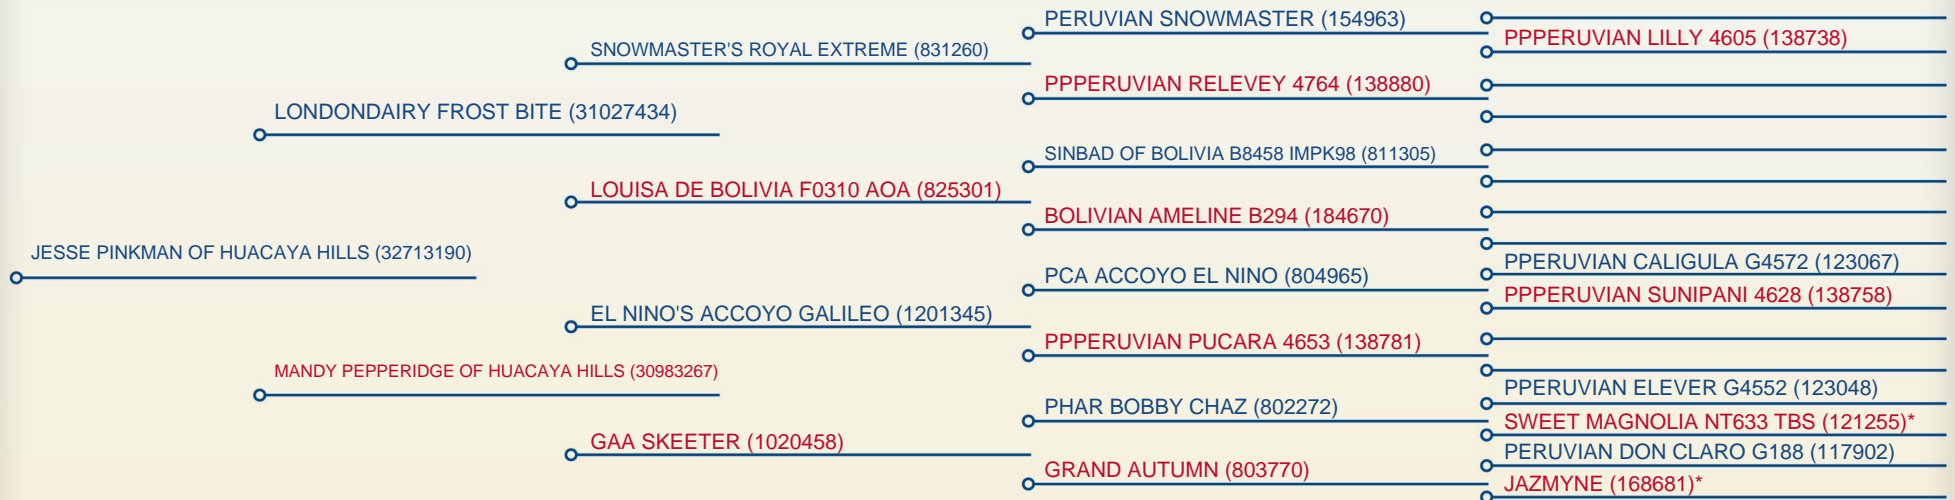 PERUVIAN SNOWMASTER (154963)
PPPERUVIAN LILLY 4605 (138738)
SNOWMASTER'S ROYAL EXTREME (831260)
PPPERUVIAN RELEVEY 4764 (138880)
LONDONDAIRY FROST BITE (31027434)
SINBAD OF BOLIVIA B8458 IMPK98 (811305)
LOUISA DE BOLIVIA F0310 AOA (825301)
BOLIVIAN AMELINE B294 (184670)
JESSE PINKMAN OF HUACAYA HILLS (32713190)
PPERUVIAN CALIGULA G4572 (123067)
PCA ACCOYO EL NINO (804965)
PPPERUVIAN SUNIPANI 4628 (138758)
EL NINO'S ACCOYO GALILEO (1201345)
PPPERUVIAN PUCARA 4653 (138781)
MANDY PEPPERIDGE OF HUACAYA HILLS (30983267)
PPERUVIAN ELEVER G4552 (123048)
PHAR BOBBY CHAZ (802272)
SWEET MAGNOLIA NT633 TBS (121255)*
GAA SKEETER (1020458)
PERUVIAN DON CLARO G188 (117902)
GRAND AUTUMN (803770)
JAZMYNE (168681)*